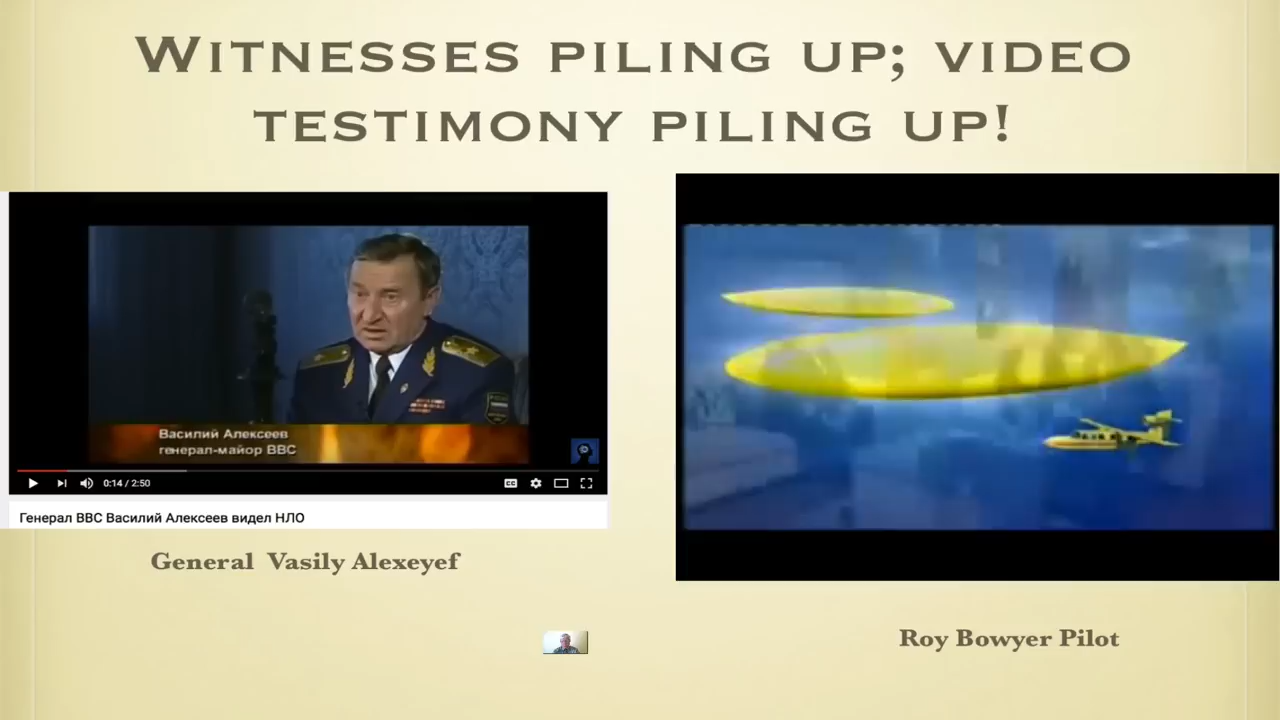 Witnesses piling up; video
testimony piling up!
Василий Алексеев
генерал-майор ВВС
0:14 / 2:50
CC
Генерал ВВС Василий Алексеев видел НЛО
General Vasily Alexeyef
Roy Bowyer Pilot